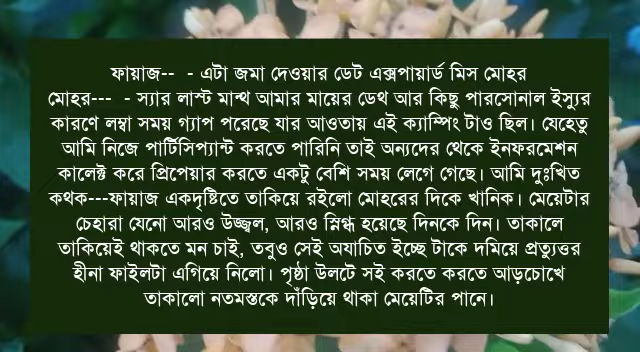 ফায়াজ-- - এটা জমা দেওয়ার ডেট এক্সপায়ার্ড মিস মোহর
মোহর--- - স্যার লাস্ট মান্থ আমার মায়ের ডেথ আর কিছু পারসোনাল ইস্যুর
কারণে লম্বা সময় গ্যাপ পরেছে যার আওতায় এই ক্যাম্পিং টাও ছিল। যেহেতু
আমি নিজে পার্টিসিপ্যান্ট করতে পারিনি তাই অন্যদের থেকে ইনফরমেশন
কালেক্ট করে প্রিপেয়ার করতে একটু বেশি সময় লেগে গেছে। আমি দুঃখিত
কথক---ফায়াজ একদৃষ্টিতে তাকিয়ে রইলো মোহরের দিকে খানিক। মেয়েটার
চেহারা যেনো আরও উজ্জ্বল, আরও স্নিগ্ধ হয়েছে দিনকে দিন। তাকালে
তাকিয়েই থাকতে মন চাই, তবুও সেই অযাচিত ইচ্ছে টাকে দমিয়ে প্রত্যুত্তর
হীনা ফাইলটা এগিয়ে নিলো। পৃষ্ঠা উলটে সই করতে করতে আড়চোখে
তাকালো নতমস্তকে দাঁড়িয়ে থাকা মেয়েটির পানে।